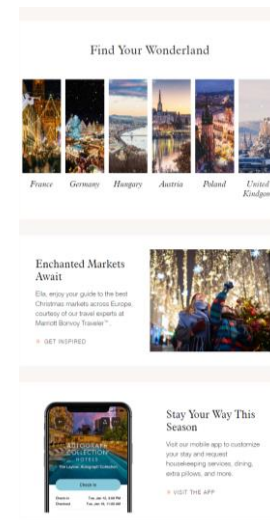 Find Your Wonderland
France Germany Hungary Austria Poland United Kingdom
Enchanted Markets
Await
Ella, enjoy your guide to the best
Christmas markets across Europe,
courtesy of our travel experts at
Marriott Bonvoy Traveler™.
GET INSPIRED
AUTOGRAPH
COLLECTION
HOTELS
Check In
Stay Your Way This
Season
Visit our mobile app to customize
your stay and request
housekeeping services, dining,
extra pillows, and more.
VISIT THE APP